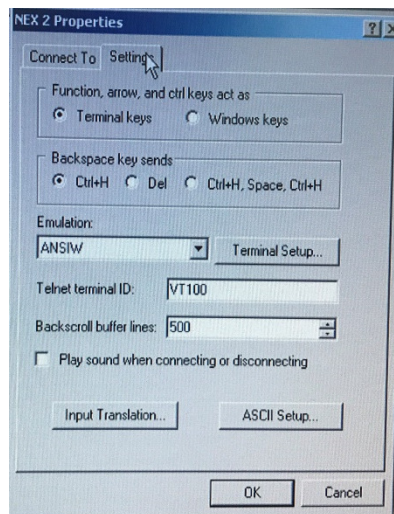 NEX 2 Properties
Connect To Settings
Function, arrow, and ctrl keys act as
Terminal keys Windows keys
Backspace key sends
Ctrl+H Del Ctrl+H, Space, Ctrl+H
Emulation:
ANSIW Terminal Setup...
Telnet terminal ID: VT100
Backscroll buffer lines: 500
Play sound when connecting or disconnecting
Input Translation... ASCII Setup...
OK Cancel